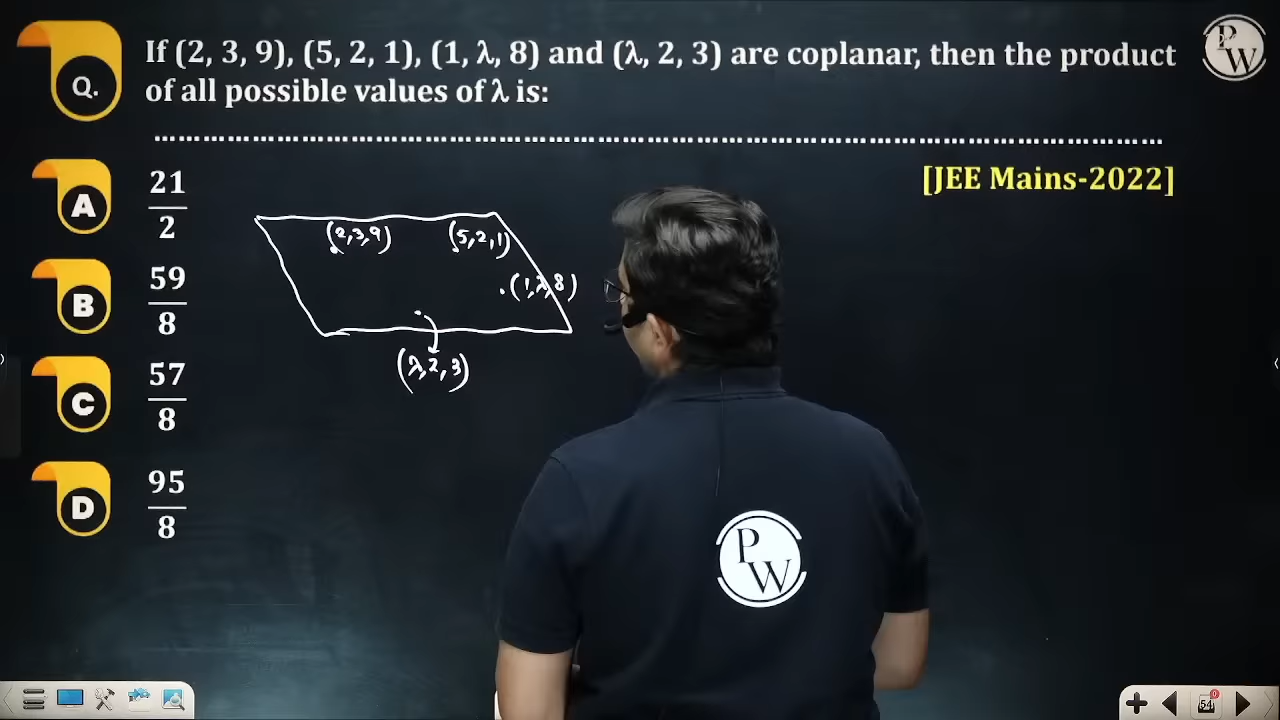 Q.
If (2, 3, 9), (5, 2, 1), (1, λ, 8) and (λ, 2, 3) are coplanar, then the product
of all possible values of λ is:
[JEE Mains-2022]
A
21
2
B
59
8
C
57
8
D
95
8
(2,3,9)
(5,2,1)
(1,λ,8)
(λ,2,3)
P
W
P
W
54
0